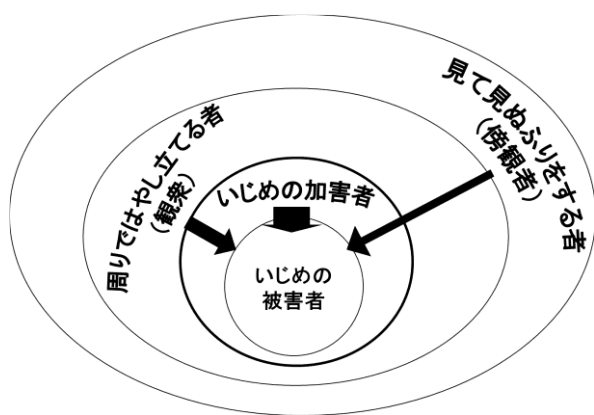 周りではやし立てる者
（観衆）
いじめの加害者
見て見ぬふりをする者
（傍観者）
いじめの
被害者